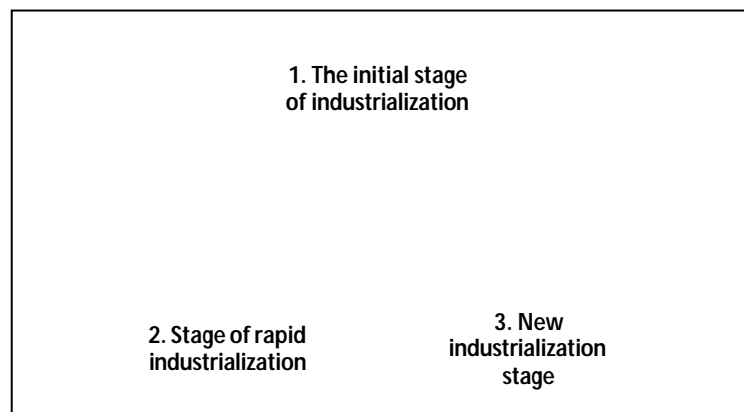 1. The initial stage
of industrialization
2. Stage of rapid
industrialization
3. New
industrialization
stage